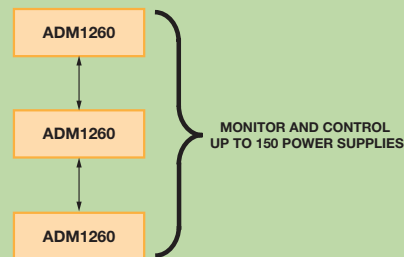 ADM1260
ADM1260
ADM1260
MONITOR AND CONTROL
UP TO 150 POWER SUPPLIES